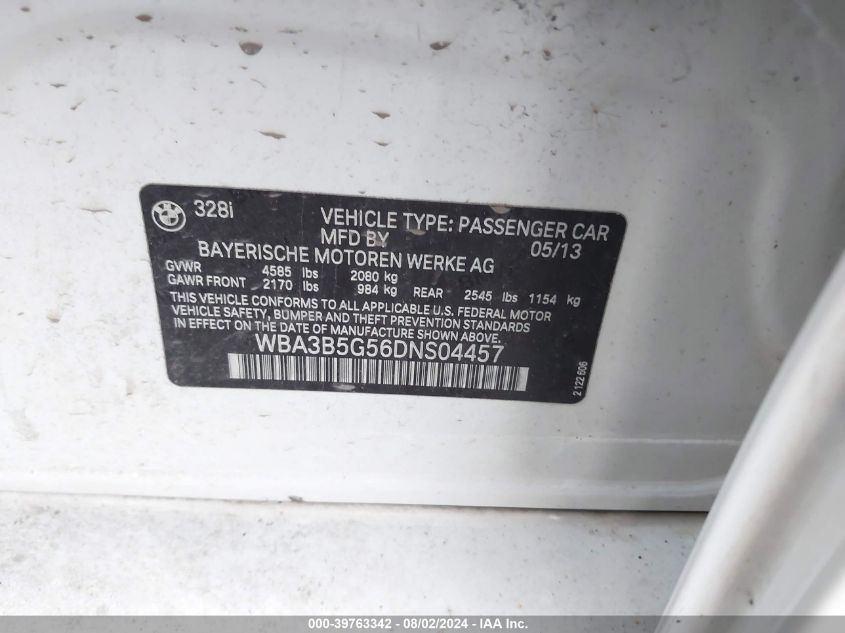 328i
VEHICLE TYPE: PASSENGER CAR
MFD BY 05/13
BAYERISCHE MOTOREN WERKE AG
GVWR 4585 lbs 2080 kg
GAWR FRONT 2170 lbs 984 kg REAR 2545 lbs 1154 kg
THIS VEHICLE CONFORMS TO ALL APPLICABLE U.S. FEDERAL MOTOR
VEHICLE SAFETY, BUMPER AND THEFT PREVENTION STANDARDS
IN EFFECT ON THE DATE OF MANUFACTURE SHOWN ABOVE.
WBA3B5G56DNS04457
2 122 606
000-39763342 - 08/02/2024 - IAAI.COM